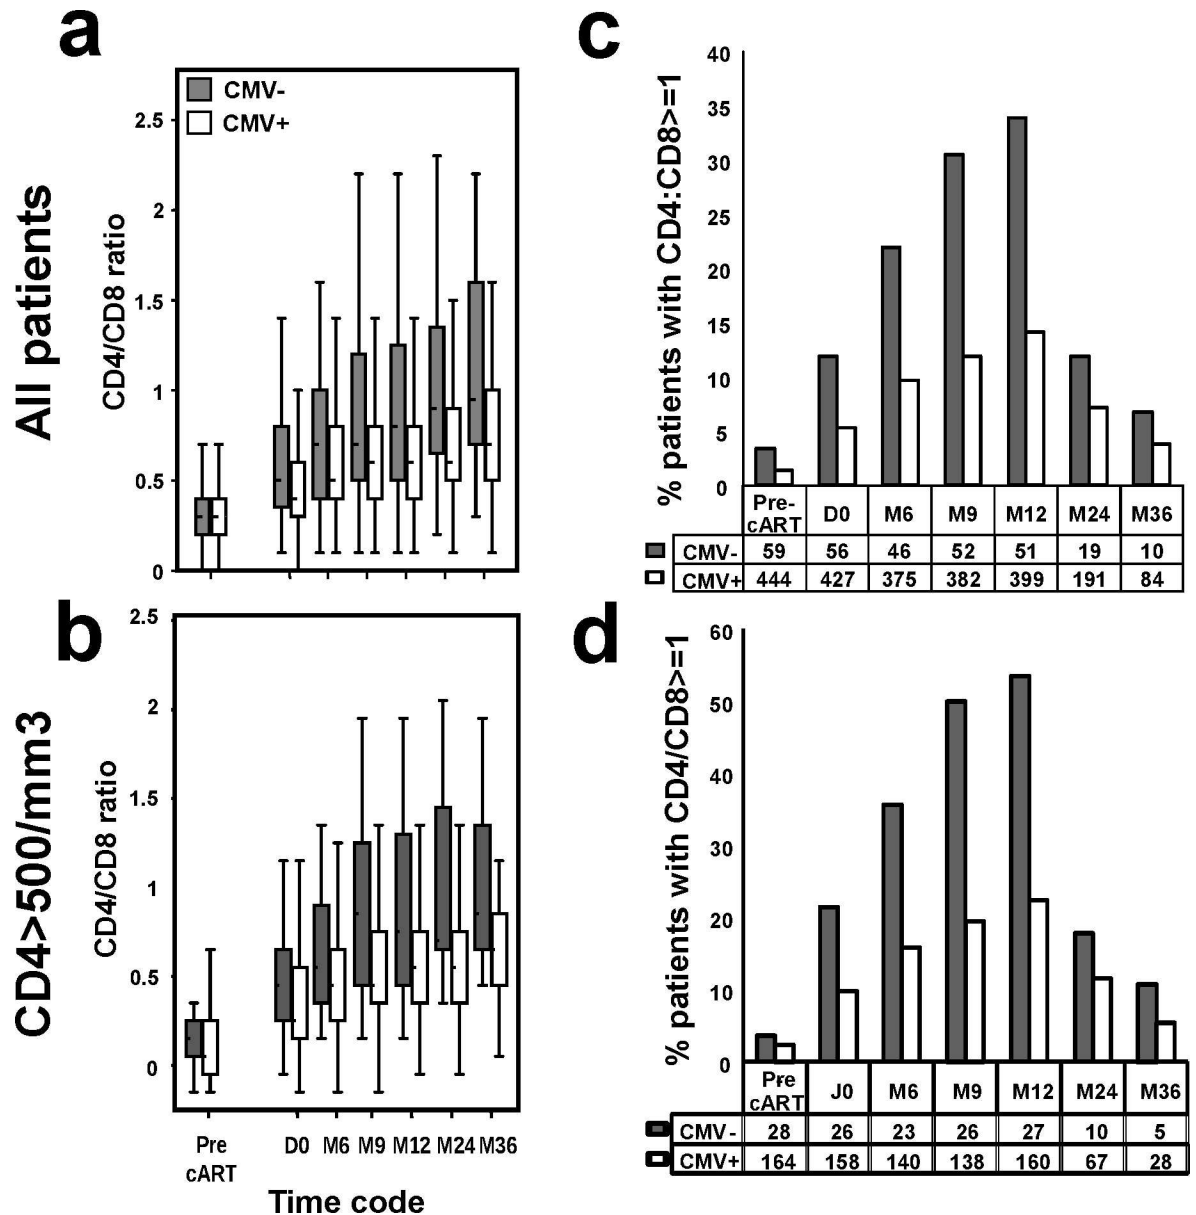 a
All patients
CD4/CD8 ratio
2.5
2
1.5
1
0.5
0
CMV-
CMV+
b
CD4>500/mm3
CD4/CD8 ratio
2.5
2
1.5
1
0.5
0
Pre cART D0 M6 M9 M12 M24 M36
Time code
c
% patients with CD4:CD8>=1
40
35
30
25
20
15
10
5
0
Pre-cART D0 M6 M9 M12 M24 M36
CMV- 59 56 46 52 51 19 10
CMV+ 444 427 375 382 399 191 84
d
% patients with CD4/CD8>=1
60
50
40
30
20
10
0
Pre cART J0 M6 M9 M12 M24 M36
CMV - 28 26 23 26 27 10 5
CMV+ 164 158 140 138 160 67 28